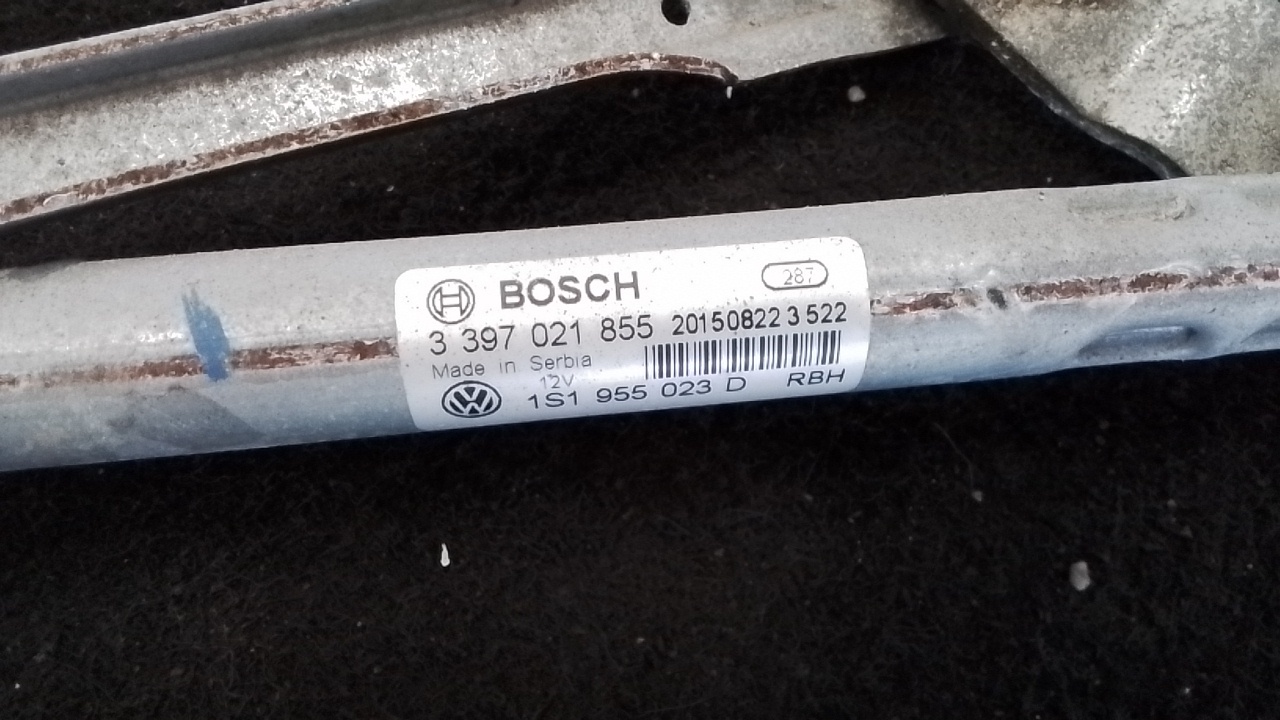 BOSCH 287
3 397 021 855 20150822 3 522
Made in Serbia
12V
1S1 955 023 D RBH